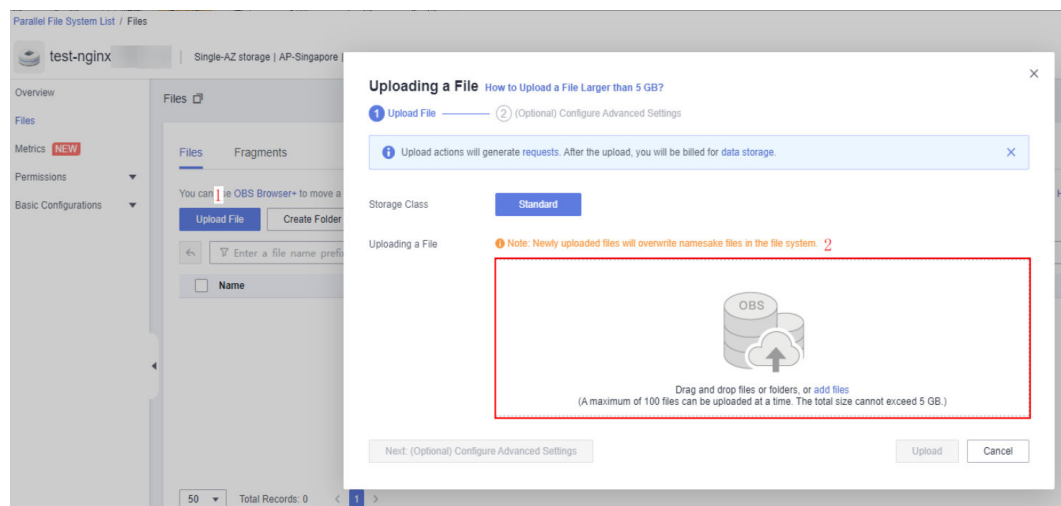 Parallel File System List / Files
test-nginx
Single-AZ storage | AP-Singapore |
Overview
Files
Metrics NEW
Permissions
Basic Configurations
Files
Files Fragments
You can 1 e OBS Browser+ to move a
Upload File Create Folder
Enter a file name prefi
Name
50 Total Records: 0 < 1 >
Uploading a File How to Upload a File Larger than 5 GB?
1 Upload File 2 (Optional) Configure Advanced Settings
Upload actions will generate requests. After the upload, you will be billed for data storage.
Storage Class Standard
Uploading a File Note: Newly uploaded files will overwrite namesake files in the file system. 2
OBS
Drag and drop files or folders, or add files
(A maximum of 100 files can be uploaded at a time. The total size cannot exceed 5 GB.)
Next: (Optional) Configure Advanced Settings Upload Cancel